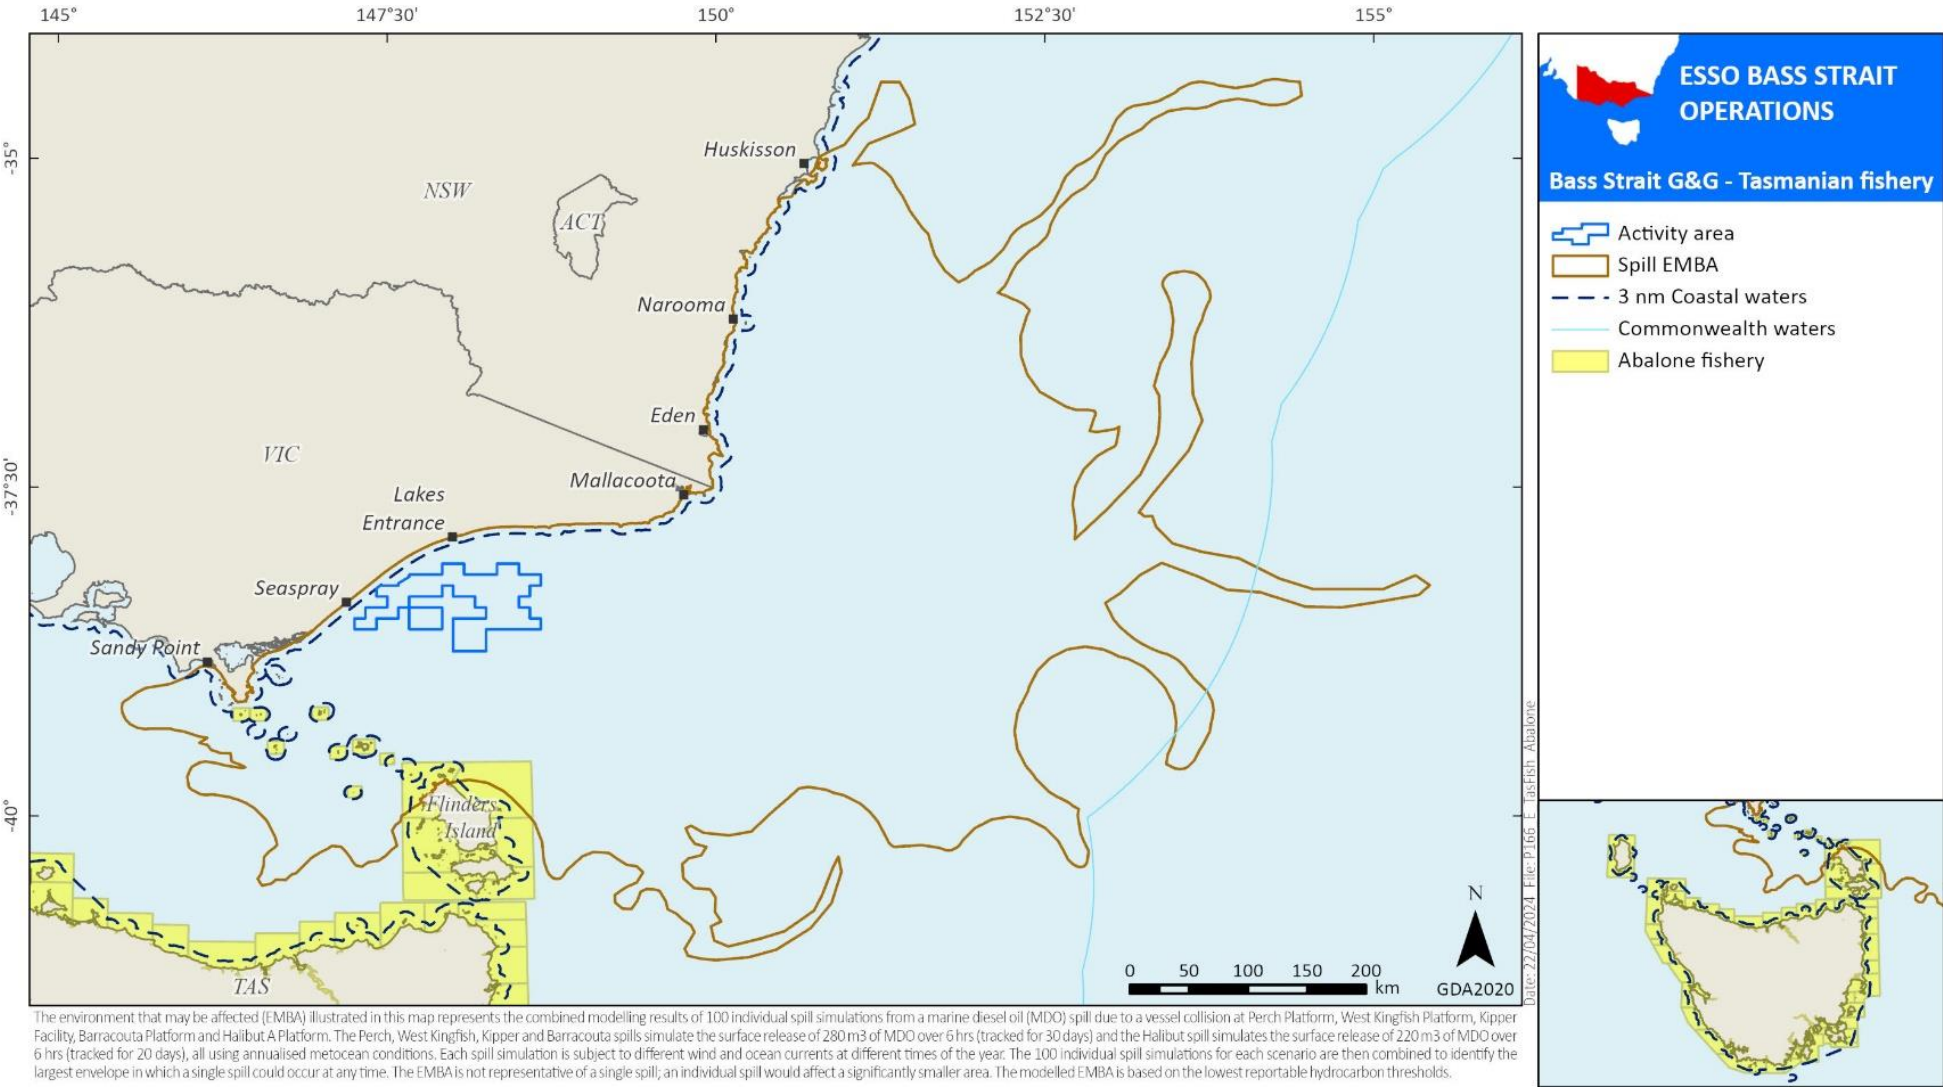 145°
147°30'
150°
152°30'
155°
-35°
-37°30'
-40°
Huskisson
NSW
ACT
Narooma
Eden
VIC
Mallacoota
Lakes
Entrance
Seaspray
Sandy Point
Flinders
Island
TAS
N
0 50 100 150 200
km
GDA2020
Date: 22/04/2024 File: P166_E_TasFish_Abalone
ESSO BASS STRAIT
OPERATIONS
Bass Strait G&G - Tasmanian fishery
Activity area
Spill EMBA
3 nm Coastal waters
Commonwealth waters
Abalone fishery
The environment that may be affected (EMBA) illustrated in this map represents the combined modelling results of 100 individual spill simulations from a marine diesel oil (MDO) spill due to a vessel collision at Perch Platform, West Kingfish Platform, Kipper
Facility, Barracouta Platform and Halibut A Platform. The Perch, West Kingfish, Kipper and Barracouta spills simulate the surface release of 280 m3 of MDO over 6 hrs (tracked for 30 days) and the Halibut spill simulates the surface release of 220 m3 of MDO over
6 hrs (tracked for 20 days), all using annualised metocean conditions. Each spill simulation is subject to different wind and ocean currents at different times of the year. The 100 individual spill simulations for each scenario are then combined to identify the
largest envelope in which a single spill could occur at any time. The EMBA is not representative of a single spill; an individual spill would affect a significantly smaller area. The modelled EMBA is based on the lowest reportable hydrocarbon thresholds.